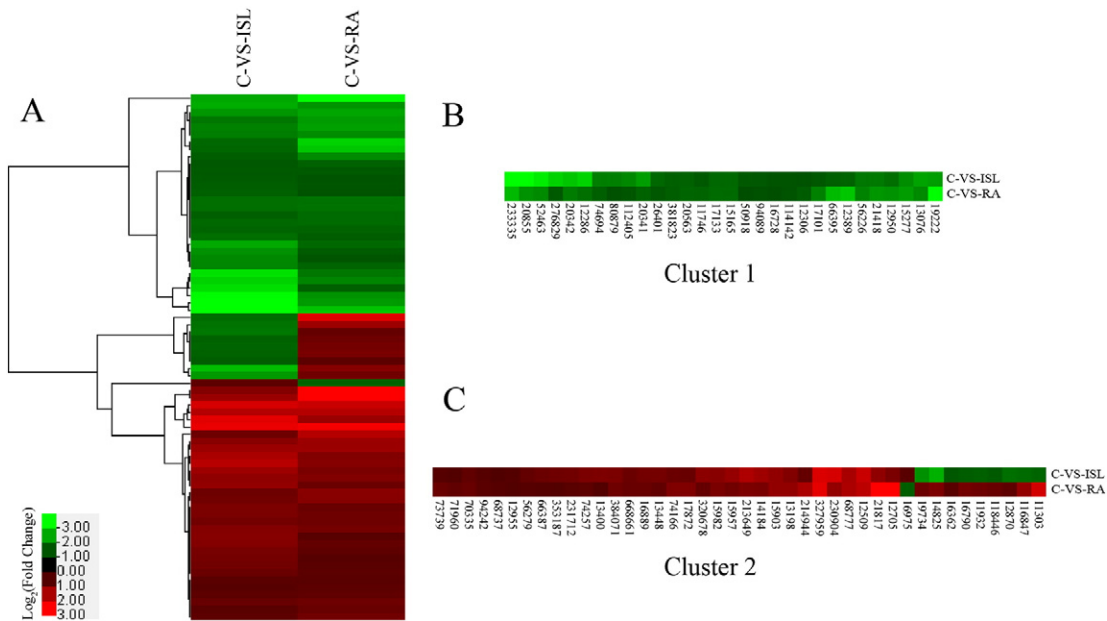 A
C-VS-ISL
C-VS-RA
Log2(Fold Change)
-3.00
-2.00
-1.00
0.00
1.00
2.00
3.00
B
C-VS-ISL
C-VS-RA
233335 20855 52463 276829 20342 12286 74694 80879 112405 20541 26401 381823 20563 11746 17133 15165 50918 94089 16728 114142 12306 17101 66395 12389 56226 21418 12950 15277 13076 19222
Cluster 1
C
C-VS-ISL
C-VS-RA
73739 71960 70335 94242 68737 12955 56279 66387 353187 231712 74257 13400 384071 668661 16889 13448 74166 17872 320678 15982 15957 213649 14184 15903 13198 214944 327959 230904 68777 12509 21817 12705 16975 19734 14825 16362 16790 11932 118446 12870 116847 11303
Cluster 2